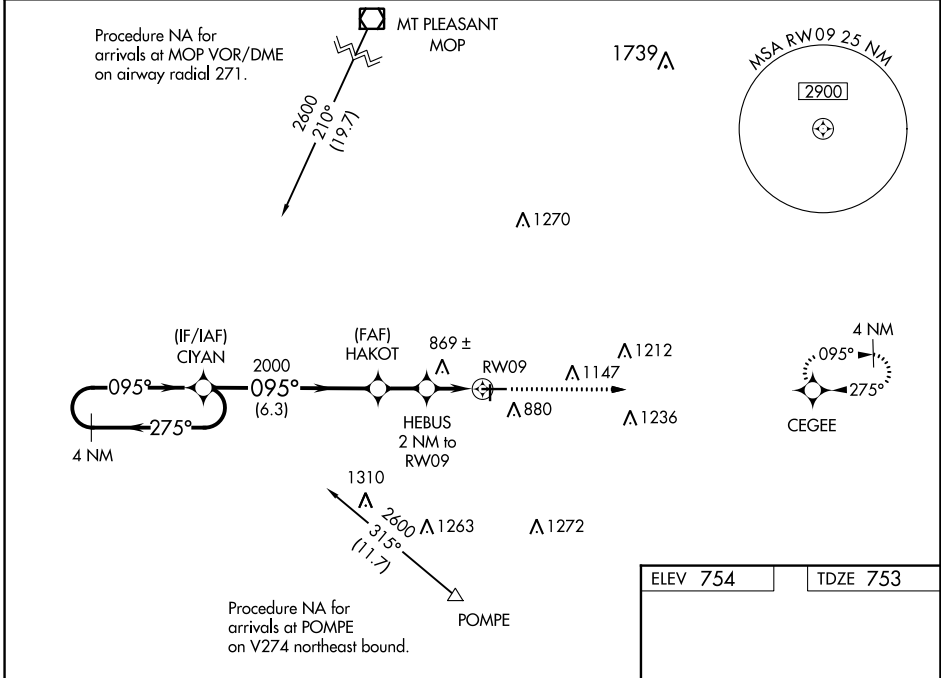 Procedure NA for
arrivals at MOP VOR/DME
on airway radial 271.
MT PLEASANT
MOP
1739
MSA RW09 25 NM
2900
2600
210°
(19.7)
1270
(IF/IAF)
CIYAN
2000
095°
095°
(6.3)
275°
4 NM
(FAF)
HAKOT
869 ±
HEBUS
2 NM to
RW09
RW09
880
1147
1212
1236
4 NM
095°
275°
CEGEE
1310
2600
315°
(11.7)
1263
1272
POMPE
Procedure NA for
arrivals at POMPE
on V274 northeast bound.
ELEV 754
TDZE 753